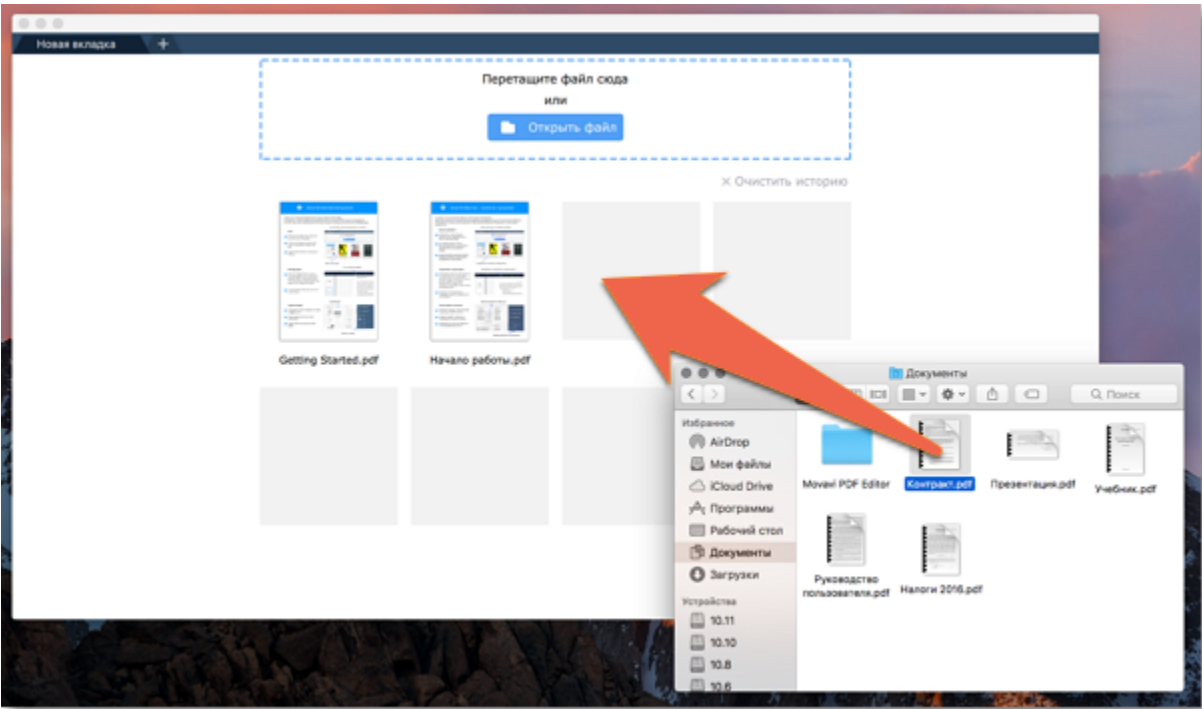 Новая вкладка
Перетащите файл сюда
или
Открыть файл
× Очистить историю
Getting Started.pdf
Начало работы.pdf
Документы
Поиск
Избранное
AirDrop
Мои файлы
iCloud Drive
Программы
Рабочий стол
Документы
Загрузки
Устройства
10.11
10.10
10.8
10.6
Movavi PDF Editor
Контракт.pdf
Презентация.pdf
Учебник.pdf
Руководство
пользователя.pdf
Налоги 2016.pdf